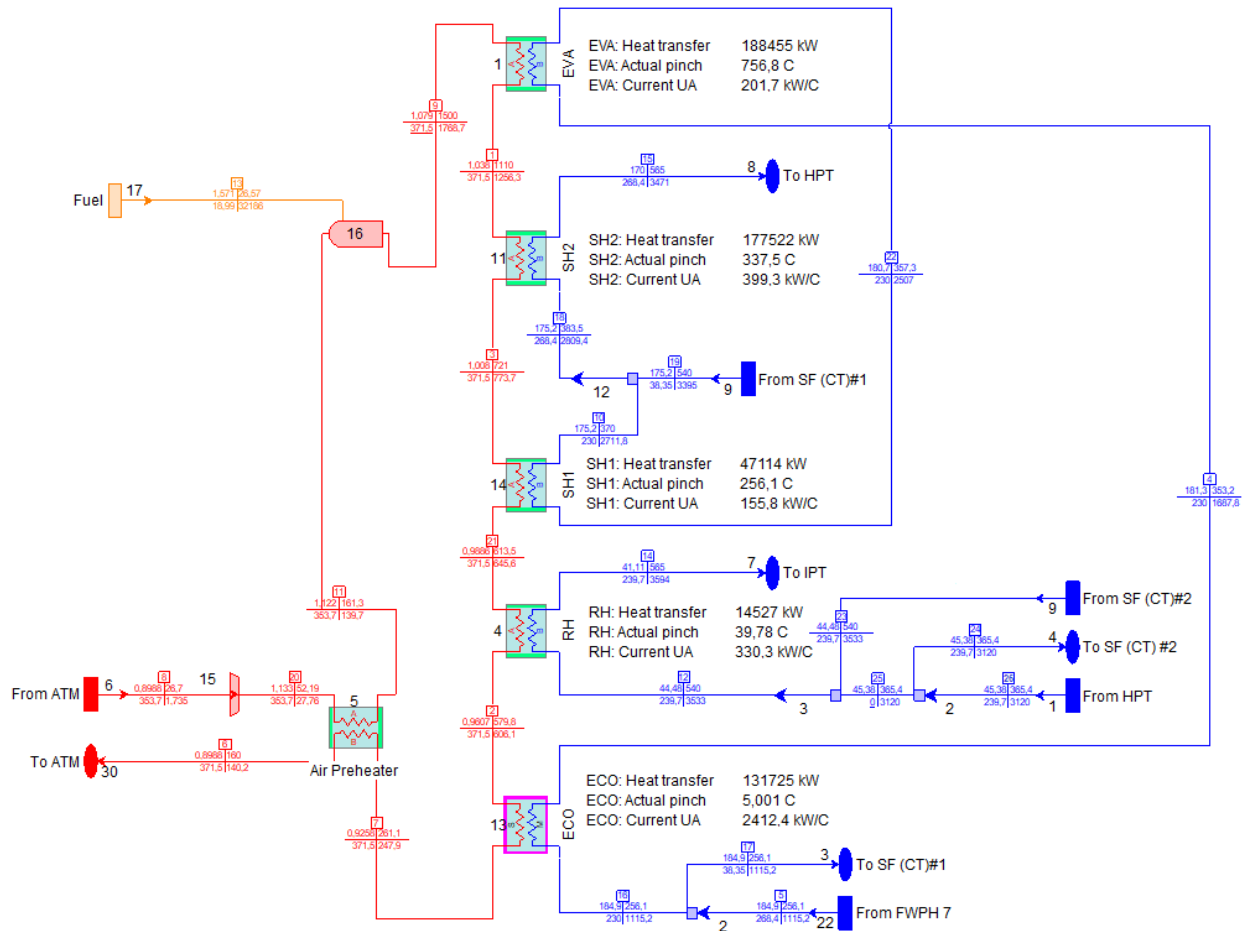 EVA: Heat transfer 188455 kW
EVA: Actual pinch 756,8 C
EVA: Current UA 201,7 kW/C
1
EVA
9
1,079 1500
371,5 1766,7
1
1,038 1110
371,5 1256,3
15
170 565
268,4 3471
8
To HPT
Fuel
17
13
1,571 26,57
18,99 32186
16
11
SH2
SH2: Heat transfer 177522 kW
SH2: Actual pinch 337,5 C
SH2: Current UA 399,3 kW/C
22
180,7 357,3
230 2507
18
175,2 383,5
268,4 2809,4
3
1,008 721
371,5 773,7
19
175,2 540
38,35 3395
12
9
From SF (CT)#1
10
175,2 370
230 2711,8
14
SH1
SH1: Heat transfer 47114 kW
SH1: Actual pinch 256,1 C
SH1: Current UA 155,8 kW/C
4
181,3 353,2
230 1687,8
21
0,9886 613,5
371,5 645,6
14
41,11 565
239,7 3594
7
To IPT
11
1,122 161,3
353,7 139,7
4
RH
RH: Heat transfer 14527 kW
RH: Actual pinch 39,78 C
RH: Current UA 330,3 kW/C
23
44,48 540
239,7 3533
9
From SF (CT)#2
24
45,38 365,4
239,7 3120
4
To SF (CT) #2
From ATM
6
8
0,8988 26,7
353,7 1,735
15
20
1,133 52,19
353,7 27,76
5
A
B
Air Preheater
12
44,48 540
239,7 3533
3
25
45,38 365,4
0 3120
2
26
45,38 365,4
239,7 3120
1
From HPT
2
0,9607 579,8
371,5 606,1
To ATM
30
6
0,8988 160
371,5 140,2
7
0,9258 261,1
371,5 247,9
13
ECO
ECO: Heat transfer 131725 kW
ECO: Actual pinch 5,001 C
ECO: Current UA 2412,4 kW/C
17
184,9 256,1
38,35 1115,2
3
To SF (CT)#1
16
184,9 256,1
230 1115,2
2
5
184,9 256,1
268,4 1115,2
22
From FWPH 7